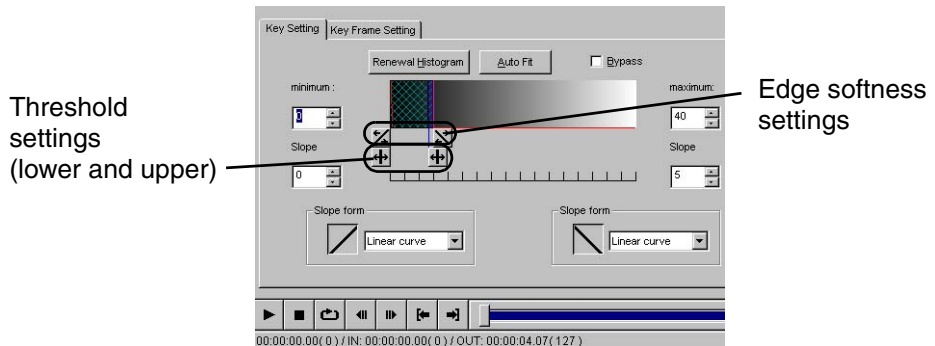 Key Setting
Key Frame Setting
Renewal Histogram
Auto Fit
Bypass
minimum :
maximum:
Threshold
settings
(lower and upper)
Edge softness
settings
0
40
Slope
Slope
0
5
Slope form
Linear curve
Slope form
Linear curve
00:00:00.00( 0 ) / IN: 00:00:00.00( 0 ) / OUT: 00:00:04.07( 127 )